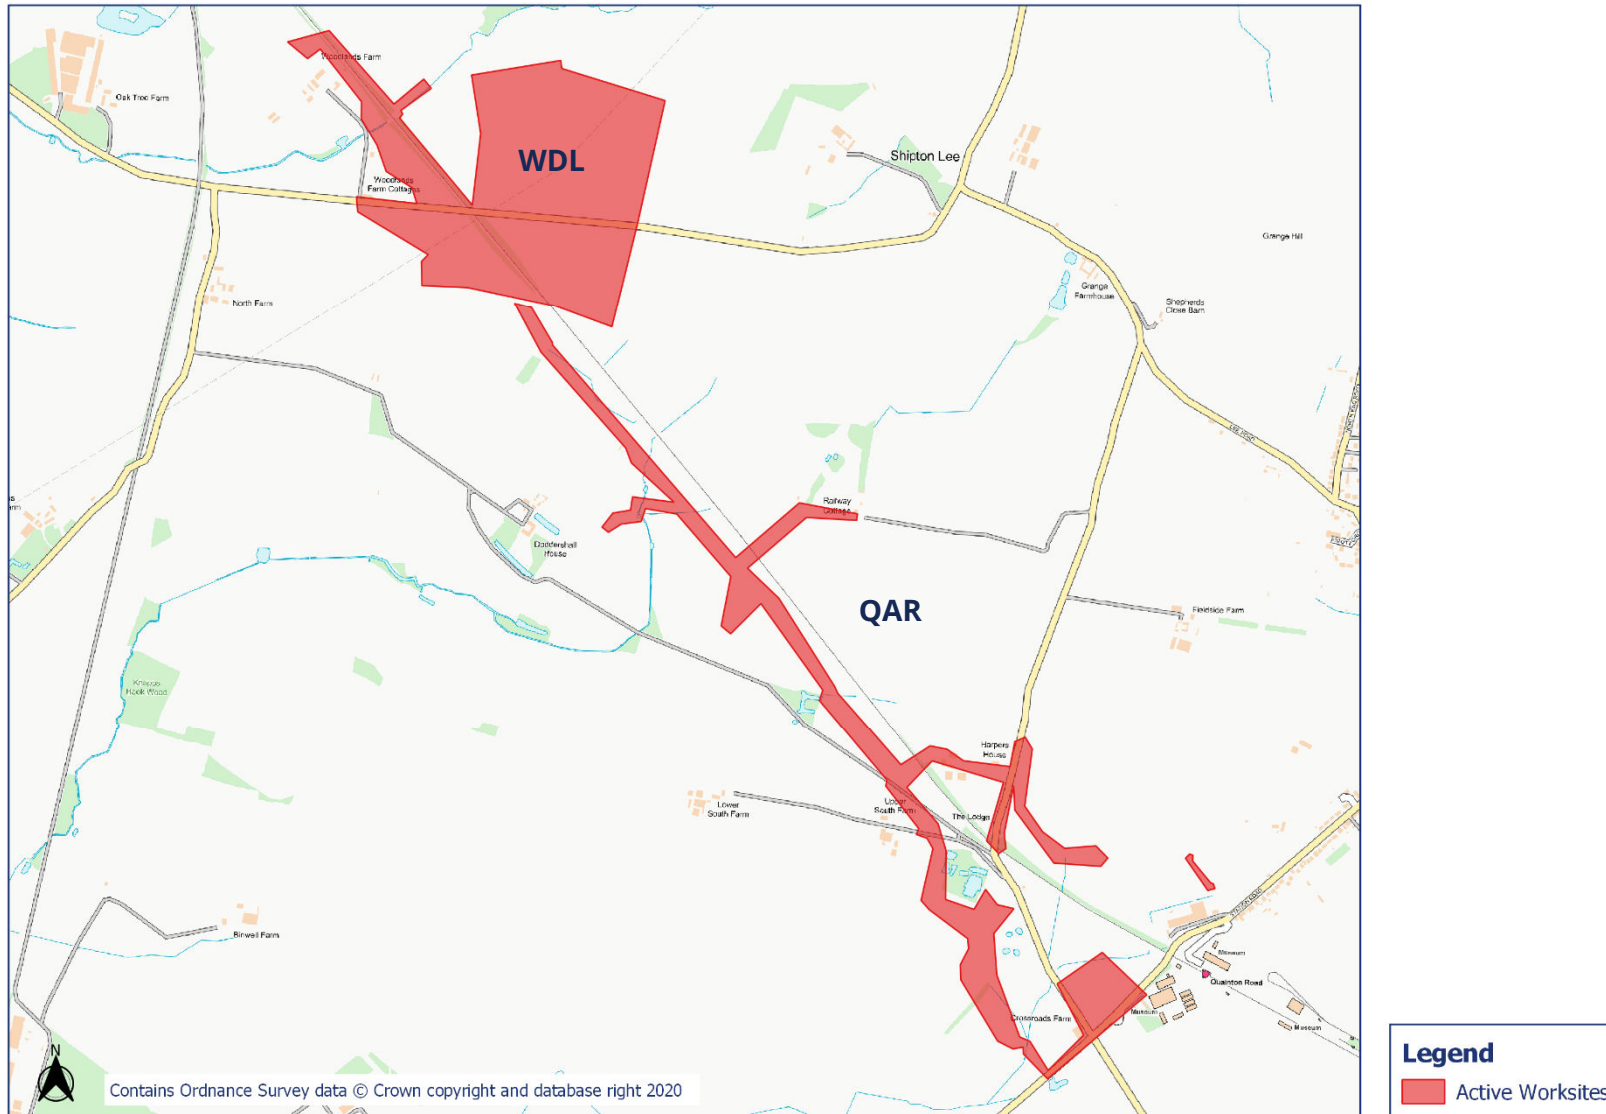 Woodlands Farm
Oak Tree Farm
WDL
Shipton Lee
Woodlands
Farm Cottages
Grange Hill
North Farm
Grange
Farmhouse
Shepherds
Close Barn
Railway
Cottage
Doddershall
House
QAR
Fieldside Farm
Knapps
Hook Wood
Harpers
House
Lower
South Farm
Upper
South Farm
The Lodge
STATION ROAD
Binwell Farm
Museum
Quainton Road
Museum
Crossroads Farm
Museum
N
Contains Ordnance Survey data © Crown copyright and database right 2020
Legend
Active Worksites